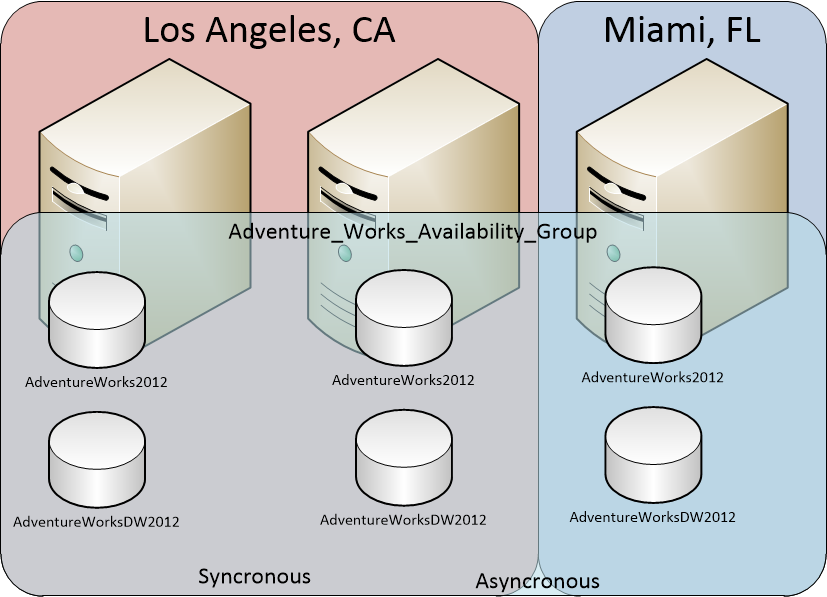 Los Angeles, CA
Miami, FL
Adventure_Works_Availability_Group
AdventureWorks2012
AdventureWorks2012
AdventureWorks2012
AdventureWorksDW2012
AdventureWorksDW2012
AdventureWorksDW2012
Syncronous
Asyncronous